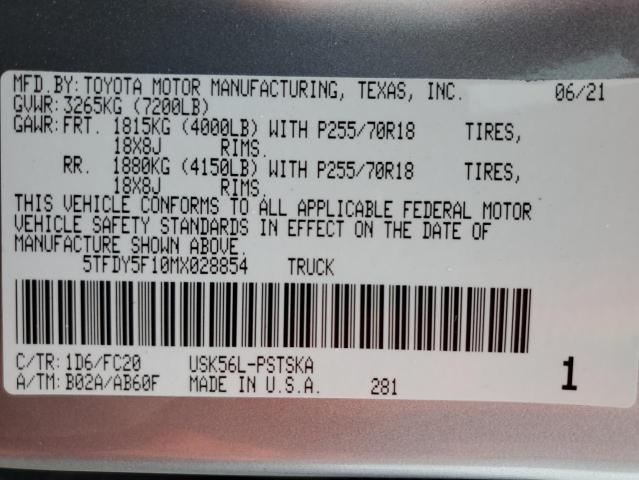 MFD.BY:TOYOTA MOTOR MANUFACTURING, TEXAS, INC. 06/21
GVWR:3265KG (7200LB)
GAWR:FRT. 1815KG (4000LB) WITH P255/70R18 TIRES,
18X8J RIMS.
RR. 1880KG (4150LB) WITH P255/70R18 TIRES,
18X8J RIMS.
THIS VEHICLE CONFORMS TO ALL APPLICABLE FEDERAL MOTOR
VEHICLE SAFETY STANDARDS IN EFFECT ON THE DATE OF
MANUFACTURE SHOWN ABOVE.
5TFDY5F10MX028854 TRUCK
C/TR:1D6/FC20 USK56L-PSTSKA
A/TM:B02A/AB60F MADE IN U.S.A. 281 1